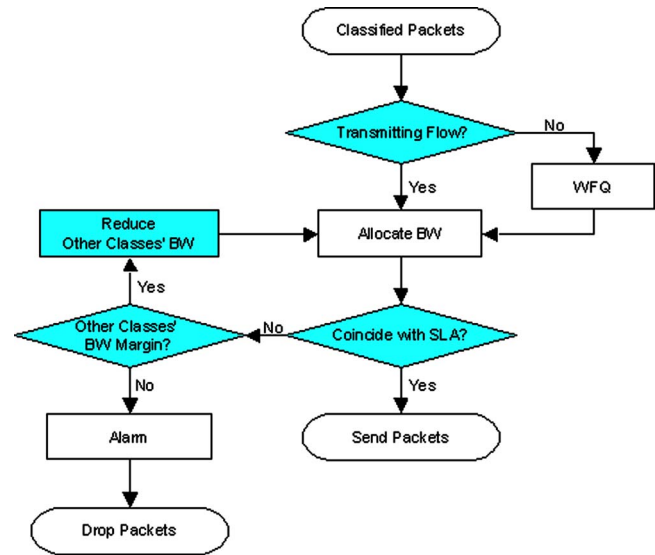 Classified Packets
Transmitting Flow?
No
Yes
WFQ
Reduce
Other Classes' BW
Allocate BW
Yes
Other Classes'
BW Margin?
No
Coincide with SLA?
No
Yes
Alarm
Send Packets
Drop Packets